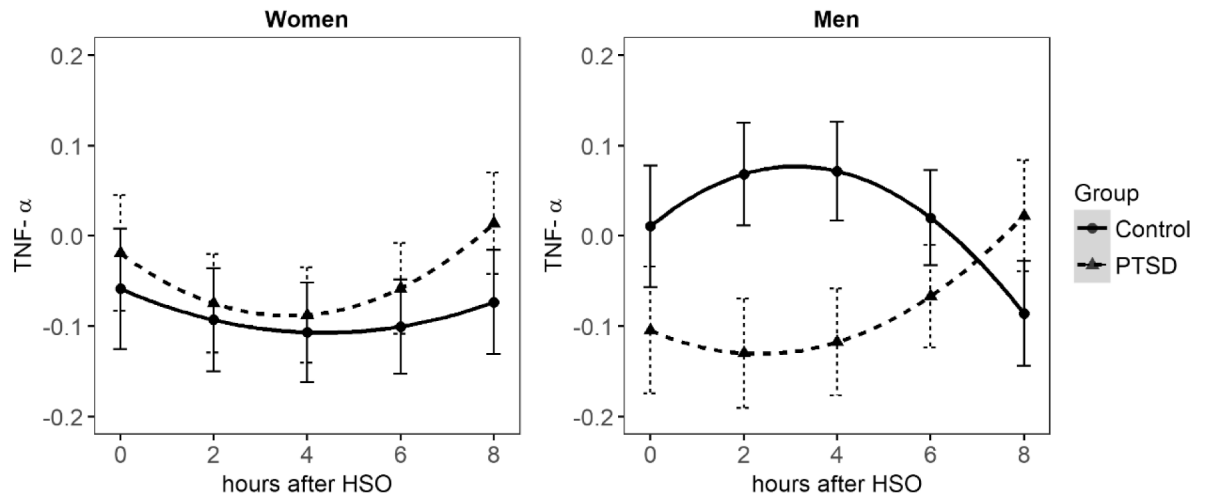 Women
TNF- α
0.2
0.1
0.0
-0.1
-0.2
0 2 4 6 8
hours after HSO
Men
TNF- α
0.2
0.1
0.0
-0.1
-0.2
0 2 4 6 8
hours after HSO
Group
Control
PTSD